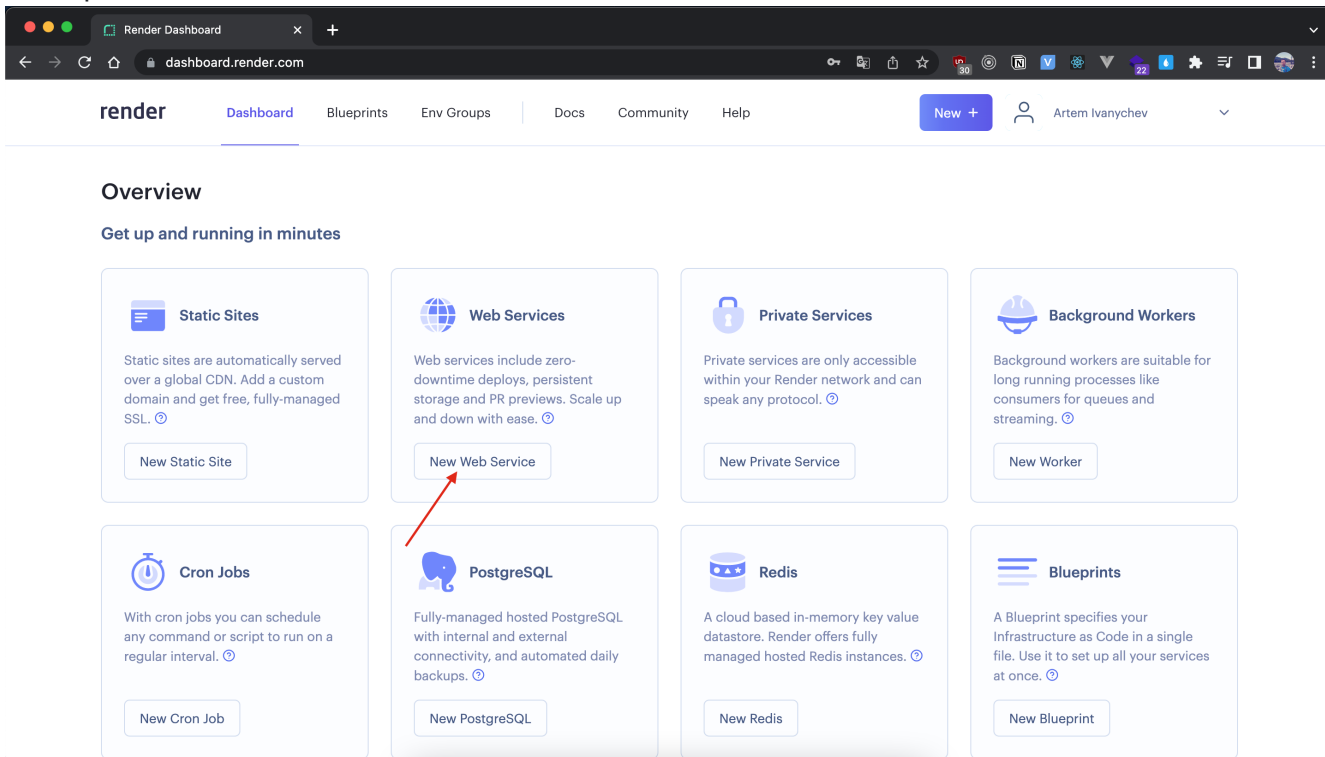 Render Dashboard
dashboard.render.com
30
22
render
Dashboard
Blueprints
Env Groups
Docs
Community
Help
New +
Artem Ivanychev
Overview
Get up and running in minutes
Static Sites
Static sites are automatically served
over a global CDN. Add a custom
domain and get free, fully-managed
SSL.
New Static Site
Web Services
Web services include zero-
downtime deploys, persistent
storage and PR previews. Scale up
and down with ease.
New Web Service
Private Services
Private services are only accessible
within your Render network and can
speak any protocol.
New Private Service
Background Workers
Background workers are suitable for
long running processes like
consumers for queues and
streaming.
New Worker
Cron Jobs
With cron jobs you can schedule
any command or script to run on a
regular interval.
New Cron Job
PostgreSQL
Fully-managed hosted PostgreSQL
with internal and external
connectivity, and automated daily
backups.
New PostgreSQL
Redis
A cloud based in-memory key value
datastore. Render offers fully
managed hosted Redis instances.
New Redis
Blueprints
A Blueprint specifies your
Infrastructure as Code in a single
file. Use it to set up all your services
at once.
New Blueprint